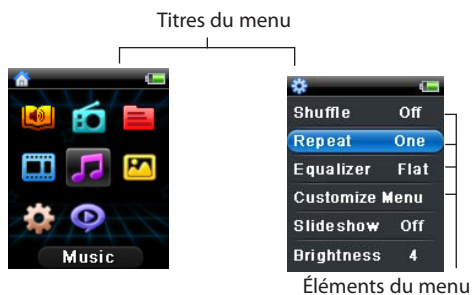 Titres du menu
Music
Shuffle Off
Repeat One
Equalizer Flat
Customize Menu
Slideshow Off
Brightness 4
Éléments du menu